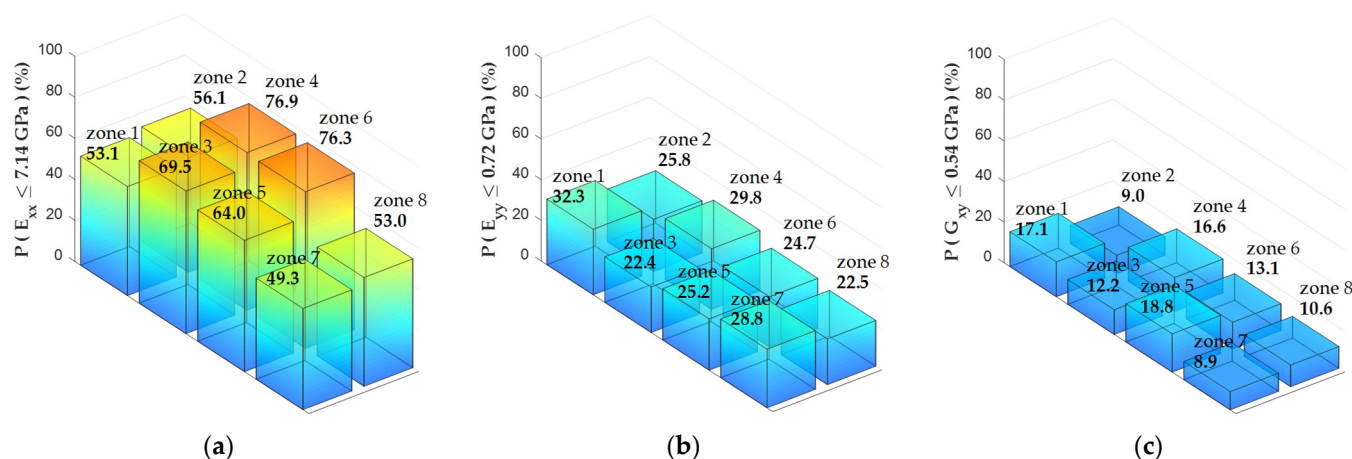 P ( E xx ≤ 7.14 GPa ) (%)
100
80
60
40
20
0
zone 1
53.1
zone 2
56.1
zone 3
69.5
zone 4
76.9
zone 5
64.0
zone 6
76.3
zone 7
49.3
zone 8
53.0
(a)
P ( E yy ≤ 0.72 GPa ) (%)
100
80
60
40
20
0
zone 1
32.3
zone 2
25.8
zone 3
22.4
zone 4
29.8
zone 5
25.2
zone 6
24.7
zone 7
28.8
zone 8
22.5
(b)
P ( G xy ≤ 0.54 GPa ) (%)
100
80
60
40
20
0
zone 1
17.1
zone 2
9.0
zone 3
12.2
zone 4
16.6
zone 5
18.8
zone 6
13.1
zone 7
8.9
zone 8
10.6
(c)